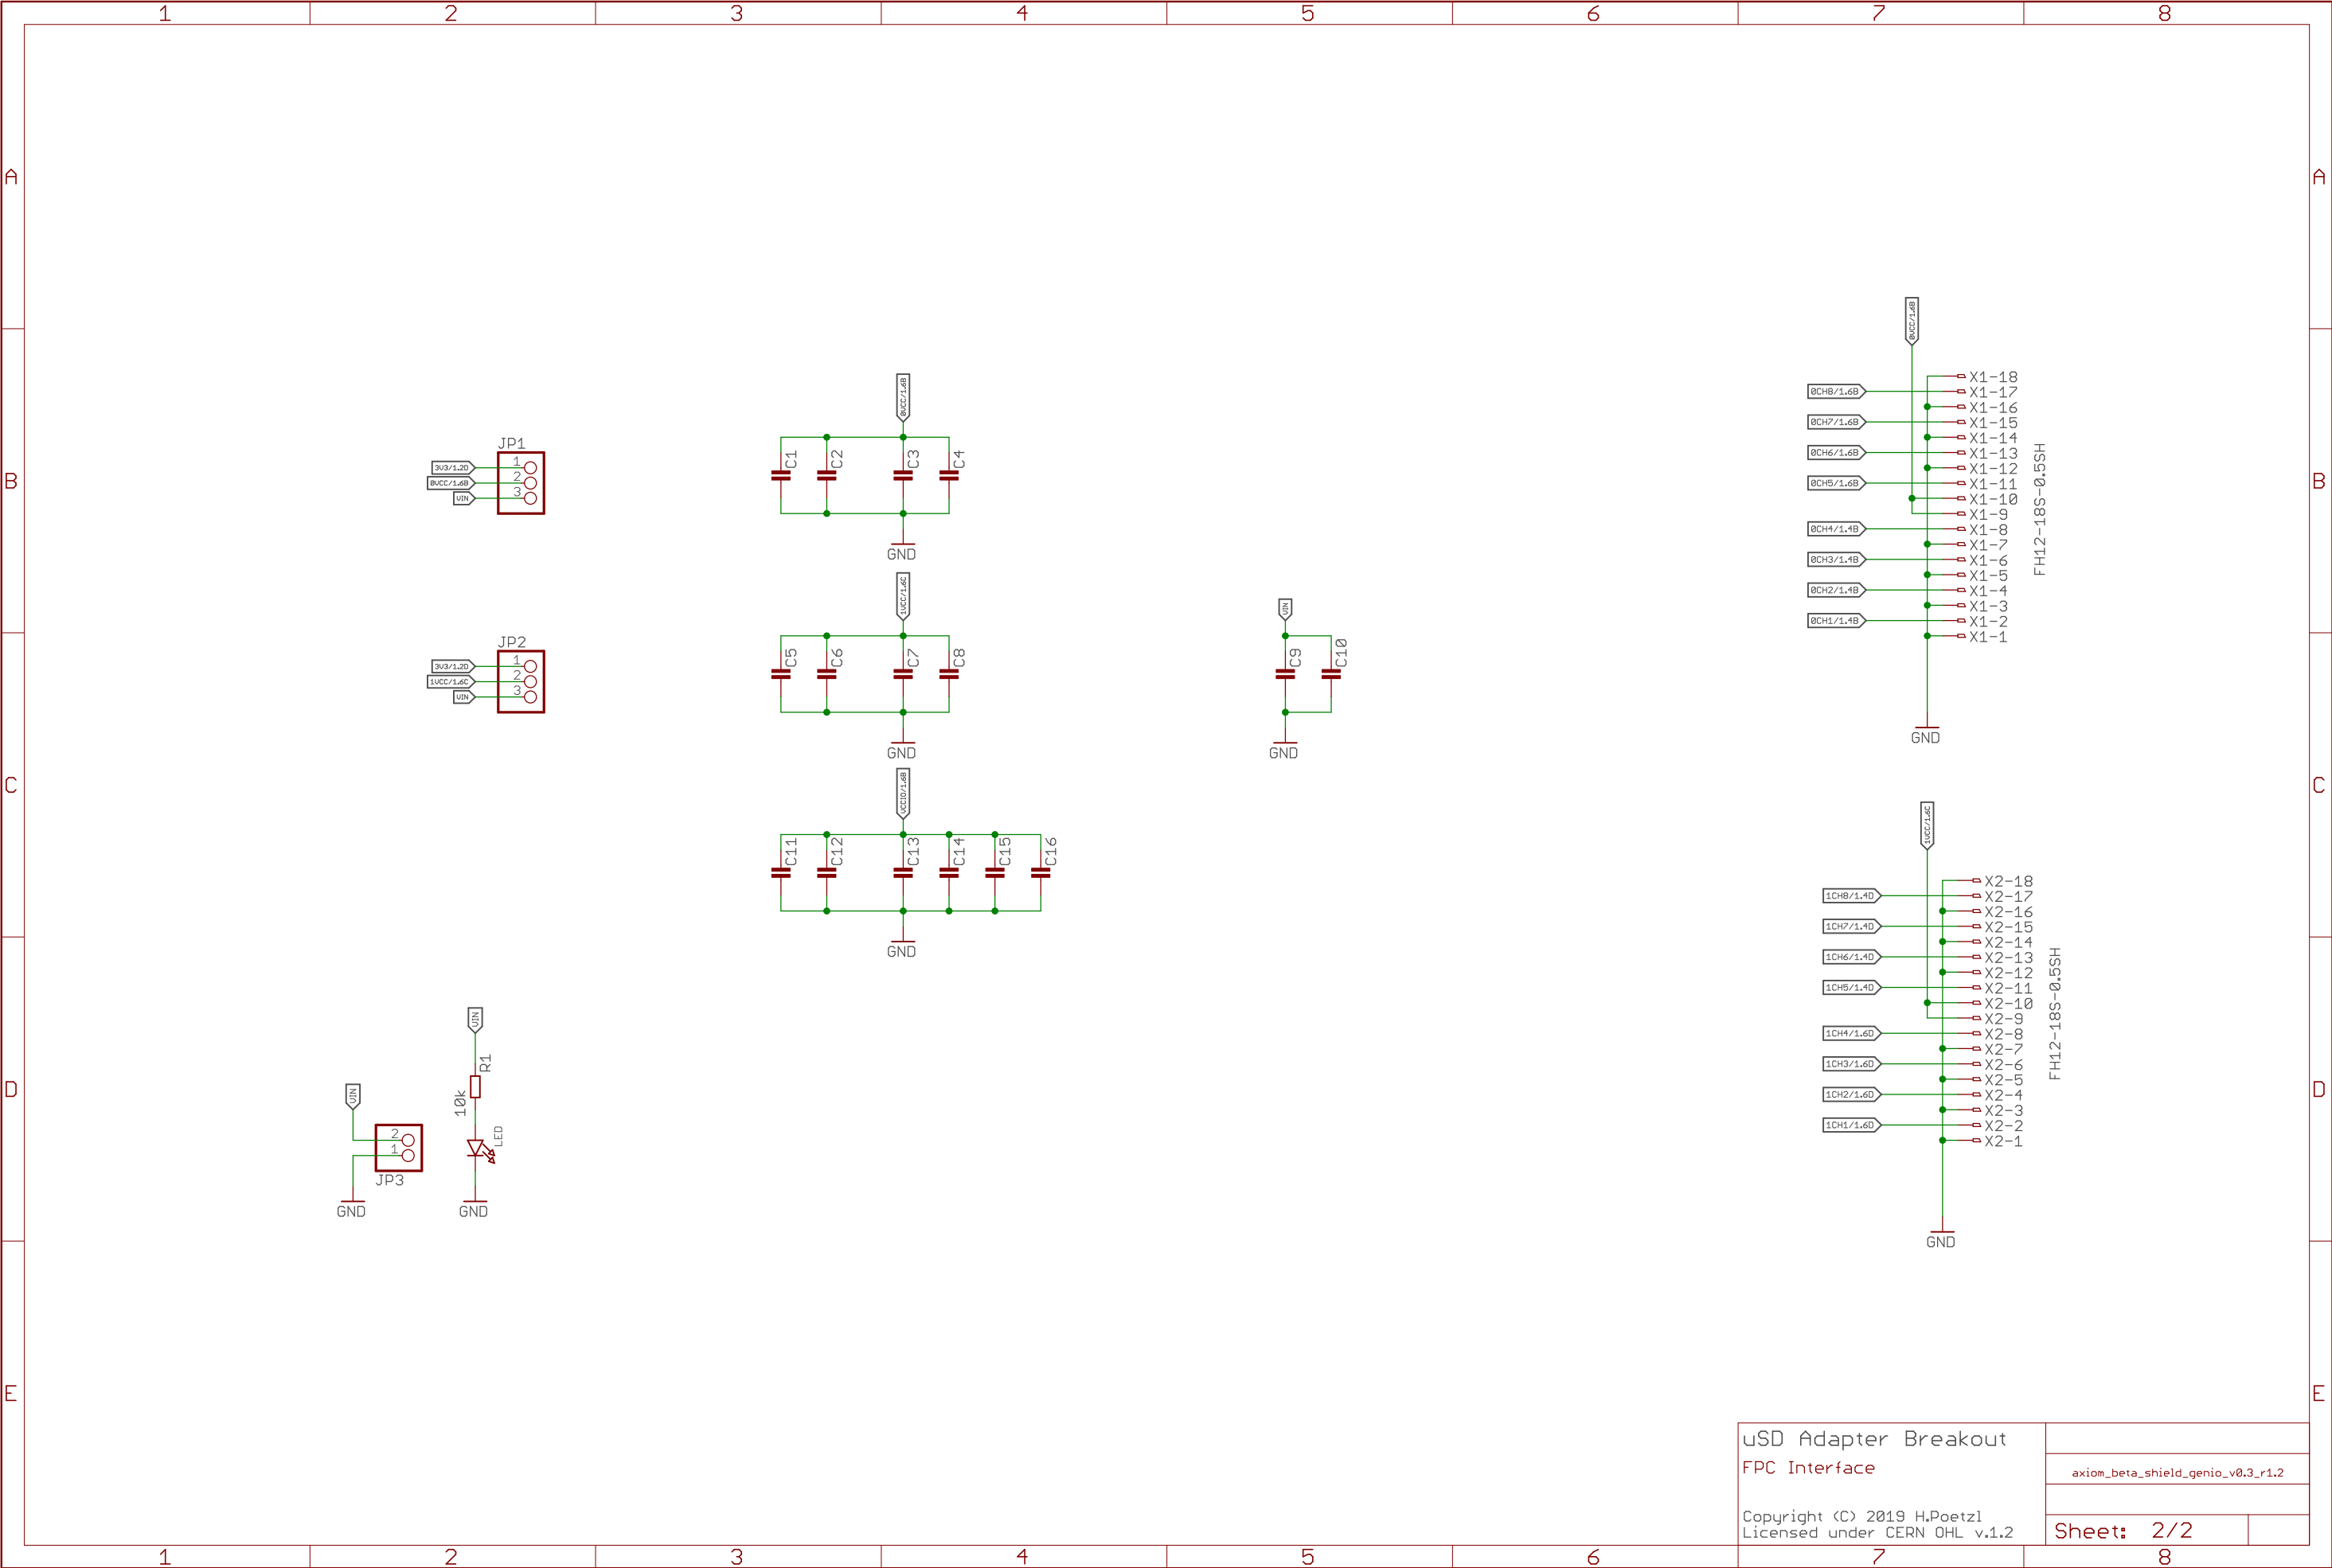 1 2 3 4 5 6 7 8
A A
B B
C C
D D
E E
JP1
3V3/1.2D 1
0VCC/1.6B 2
VIN 3
JP2
3V3/1.2D 1
1VCC/1.6C 2
VIN 3
0VCC/1.6B
C1 C2 C3 C4
GND
1VCC/1.6C
C5 C6 C7 C8
GND
VCCIO/1.6B
C11 C12 C13 C14 C15 C16
GND
VIN
C9 C10
GND
VIN
R1
10k
LED
GND
VIN
2
1
JP3
GND
0VCC/1.6B
X1-18
0CH8/1.6B X1-17
X1-16
0CH7/1.6B X1-15
X1-14
0CH6/1.6B X1-13
X1-12
0CH5/1.6B X1-11
X1-10
X1-9
0CH4/1.4B X1-8
X1-7
0CH3/1.4B X1-6
X1-5
0CH2/1.4B X1-4
X1-3
0CH1/1.4B X1-2
X1-1
FH12-18S-0.5SH
GND
1VCC/1.6C
X2-18
1CH8/1.4D X2-17
X2-16
1CH7/1.4D X2-15
X2-14
1CH6/1.4D X2-13
X2-12
1CH5/1.4D X2-11
X2-10
X2-9
1CH4/1.6D X2-8
X2-7
1CH3/1.6D X2-6
X2-5
1CH2/1.6D X2-4
X2-3
1CH1/1.6D X2-2
X2-1
FH12-18S-0.5SH
GND
uSD Adapter Breakout
FPC Interface
axiom_beta_shield_genio_v0.3_r1.2
Copyright (C) 2019 H.Poetzl
Licensed under CERN OHL v.1.2
Sheet: 2/2
1 2 3 4 5 6 7 8